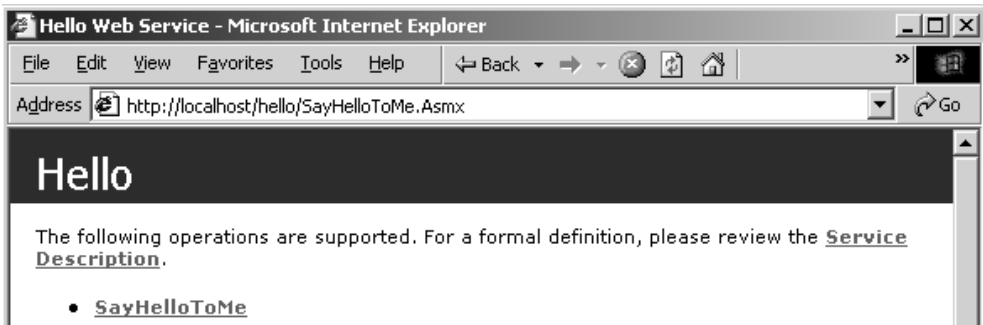 Hello Web Service - Microsoft Internet Explorer
File Edit View Favorites Tools Help Back »
Address http://localhost/hello/SayHelloToMe.Asmx Go
Hello
The following operations are supported. For a formal definition, please review the Service
Description.
• SayHelloToMe